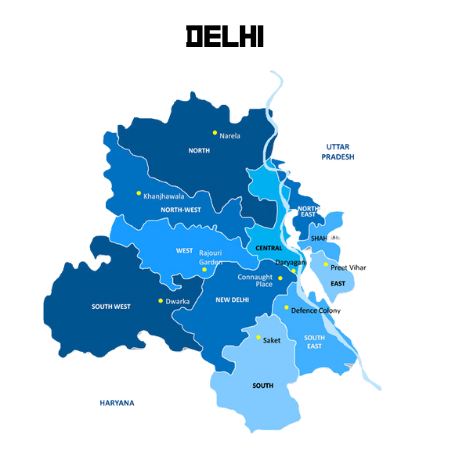 DELHI
Narela
NORTH
UTTAR
PRADESH
Khanjhawala
NORTH-WEST
NORTH
EAST
SHAH
WEST
Rajouri
Garden
CENTRAL
Daryaganj
Preet Vihar
Connaught
Place
EAST
Dwarka
NEW DELHI
SOUTH WEST
Defence Colony
Saket
SOUTH
EAST
SOUTH
HARYANA